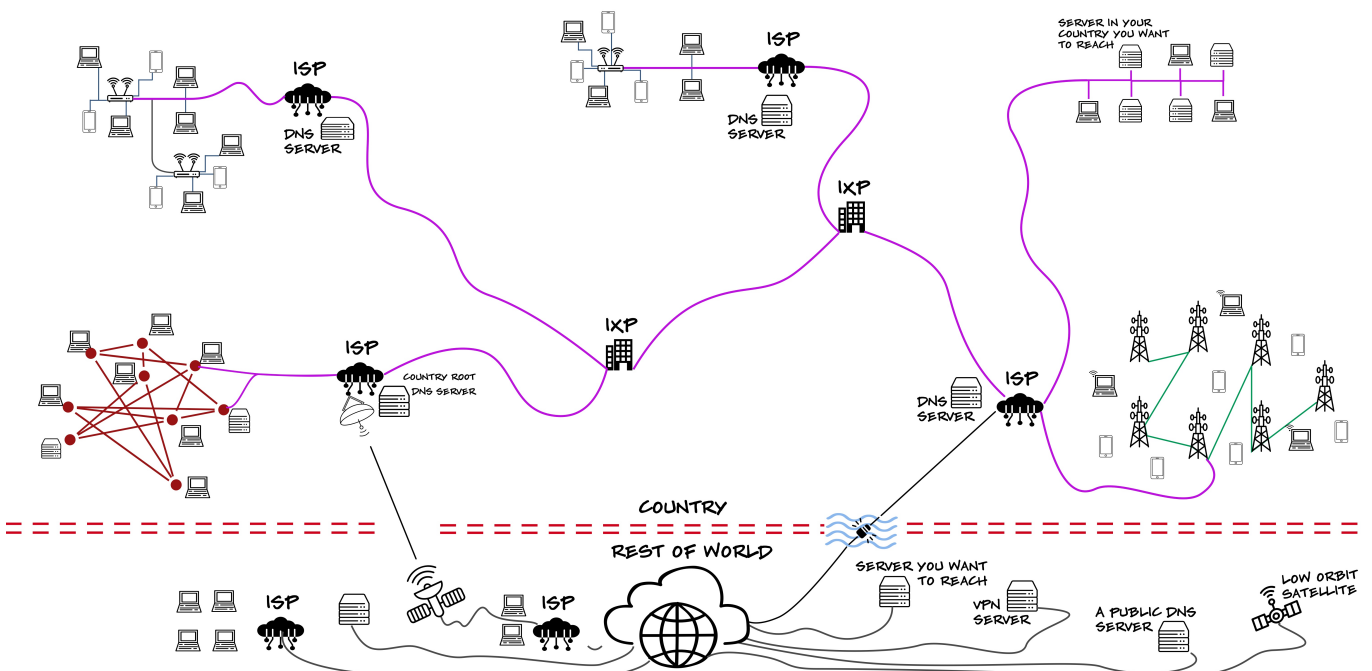 SERVER IN YOUR
COUNTRY YOU WANT
TO REACH
ISP
DNS
SERVER
ISP
DNS
SERVER
IXP
IXP
ISP
COUNTRY ROOT
DNS SERVER
ISP
DNS
SERVER
COUNTRY
REST OF WORLD
SERVER YOU WANT
TO REACH
VPN
SERVER
A PUBLIC DNS
SERVER
LOW ORBIT
SATELLITE
ISP
ISP